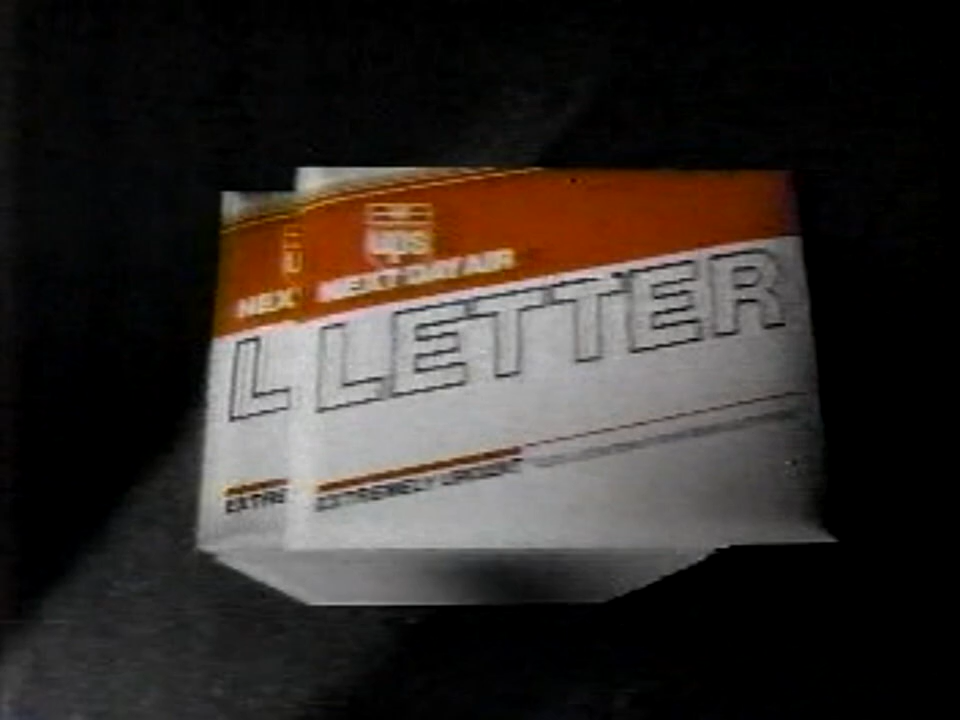 U
ups
NEX
NEXT DAY AIR
L LETTER
EXTRE
EXTREMELY URGENT